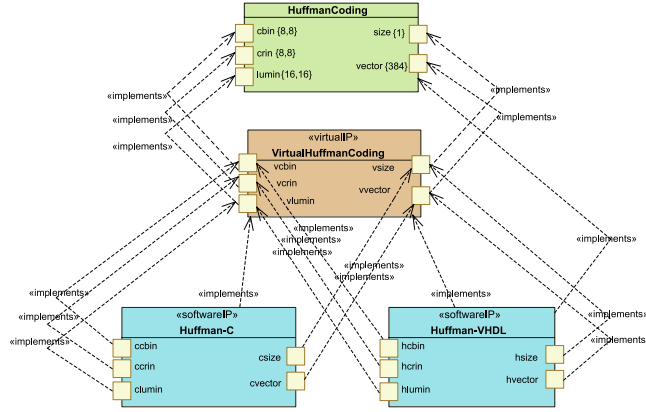 HuffmanCoding
cbin {8,8}
size {1}
crin {8,8}
vector {384}
lumin{16,16}
«implements»
«implements»
«implements»
«implements»
«implements»
«virtualIP»
VirtualHuffmanCoding
vcbin
vsize
vcrin
vvector
vlumin
«implements»
«implements»
«implements»
«implements»
«implements»
«implements»
«implements»
«implements»
«implements»
«implements»
«implements»
«implements»
«implements»
«softwareIP»
Huffman-C
ccbin
csize
ccrin
cvector
clumin
«softwareIP»
Huffman-VHDL
hcbin
hsize
hcrin
hvector
hlumin